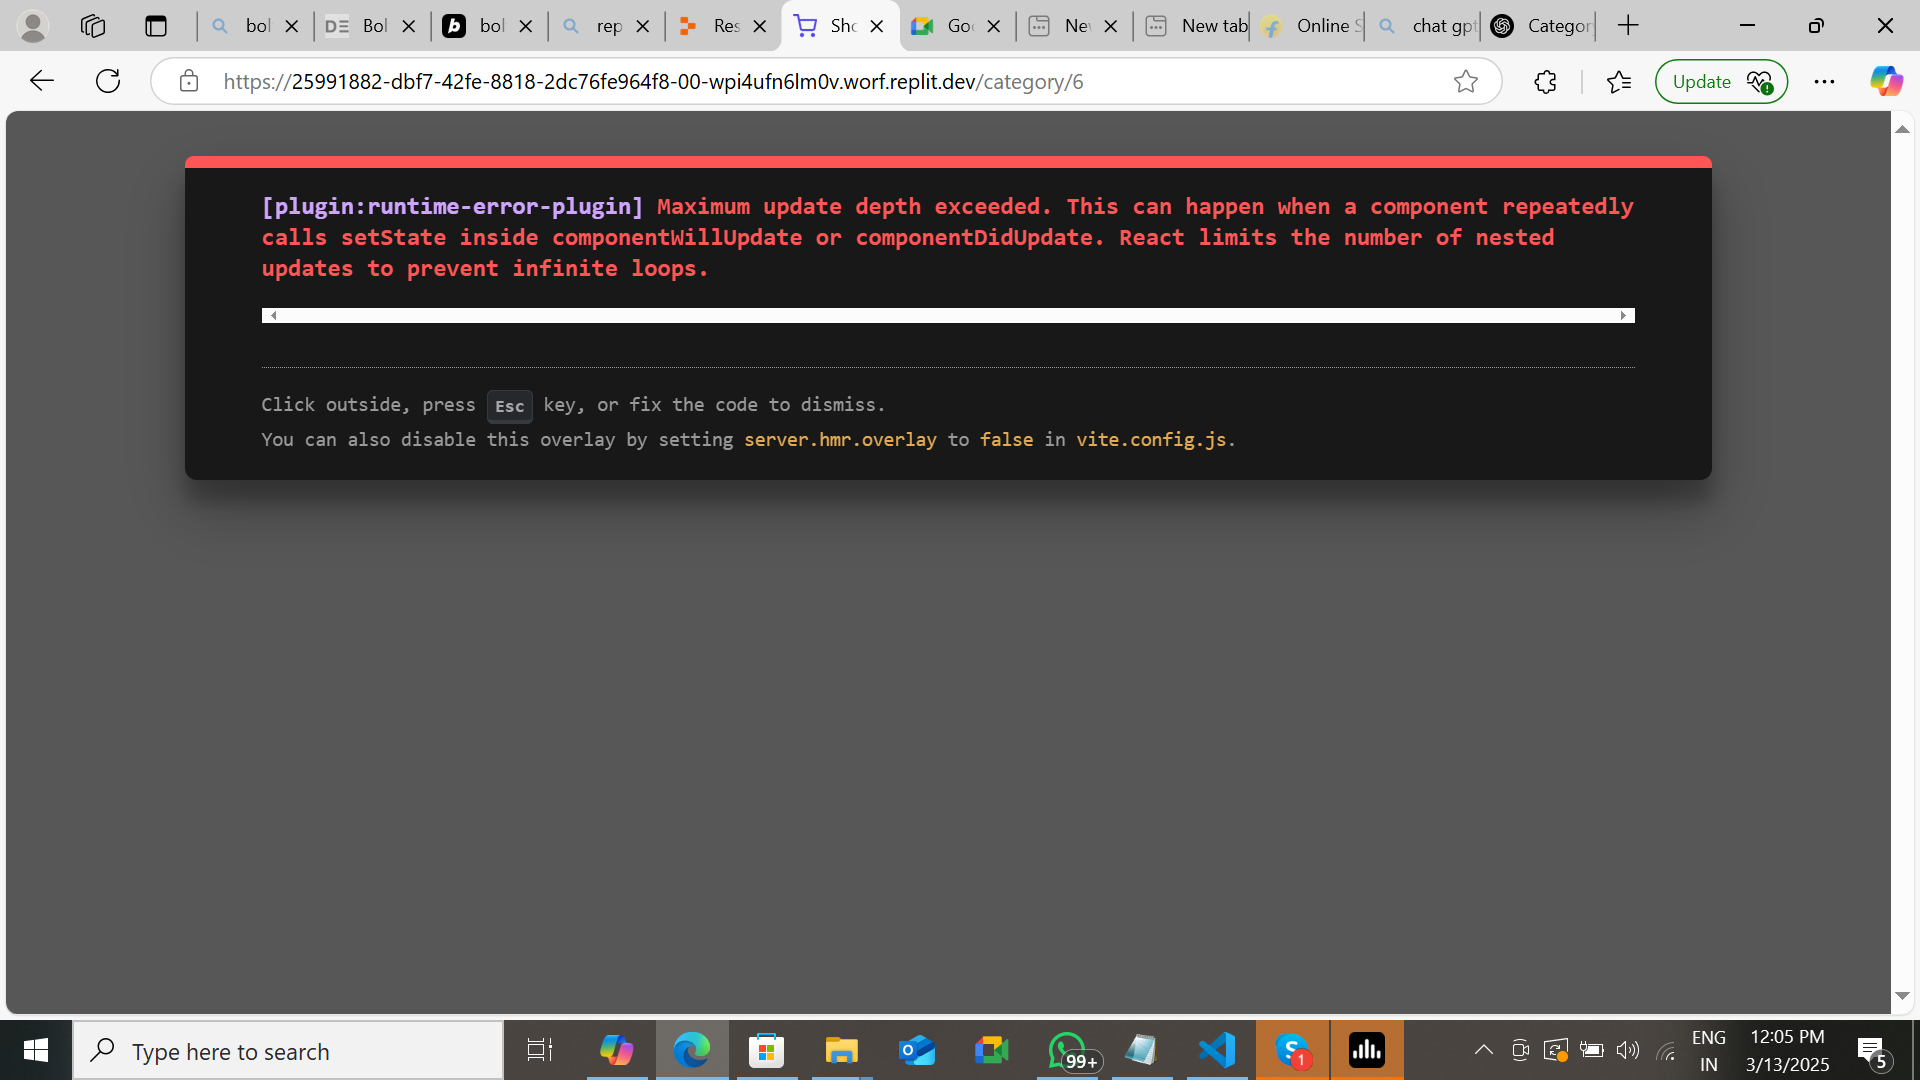 bol
Bol
bol
rep
Res
Sho
Goo
New
New tab
Online S
chat gpt
Categor
https://25991882-dbf7-42fe-8818-2dc76fe964f8-00-wpi4ufn6lm0v.worf.replit.dev/category/6
Update
[plugin:runtime-error-plugin] Maximum update depth exceeded. This can happen when a component repeatedly
calls setState inside componentWillUpdate or componentDidUpdate. React limits the number of nested
updates to prevent infinite loops.
Click outside, press Esc key, or fix the code to dismiss.
You can also disable this overlay by setting server.hmr.overlay to false in vite.config.js.
Type here to search
99+
1
ENG
IN
12:05 PM
3/13/2025
5